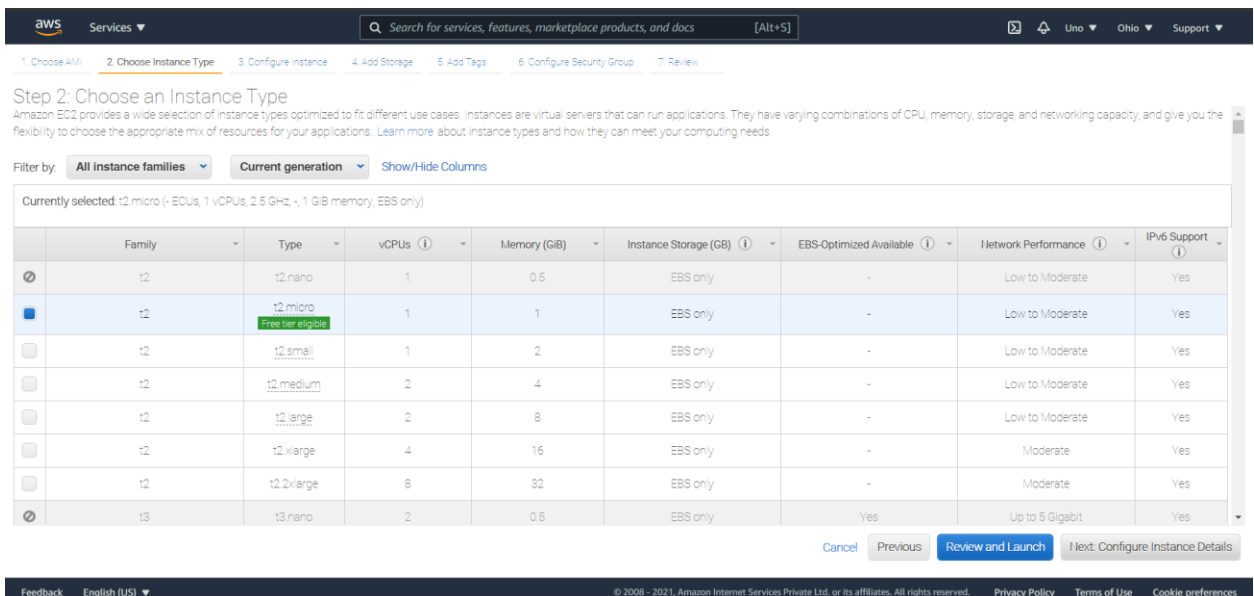 aws Services ▼ Search for services, features, marketplace products, and docs [Alt+S] Uno ▼ Ohio ▼ Support ▼
1. Choose AMI 2. Choose Instance Type 3. Configure Instance 4. Add Storage 5. Add Tags 6. Configure Security Group 7. Review
Step 2: Choose an Instance Type
Amazon EC2 provides a wide selection of instance types optimized to fit different use cases. Instances are virtual servers that can run applications. They have varying combinations of CPU, memory, storage, and networking capacity, and give you the
flexibility to choose the appropriate mix of resources for your applications. Learn more about instance types and how they can meet your computing needs.
Filter by: All instance families Current generation Show/Hide Columns
Currently selected: t2.micro (- ECUs, 1 vCPUs, 2.5 GHz, -, 1 GiB memory, EBS only)
Family Type vCPUs Memory (GiB) Instance Storage (GB) EBS-Optimized Available Network Performance IPv6 Support
t2 t2.nano 1 0.5 EBS only - Low to Moderate Yes
t2 t2.micro 1 1 EBS only - Low to Moderate Yes
Free tier eligible
t2 t2.small 1 2 EBS only - Low to Moderate Yes
t2 t2.medium 2 4 EBS only - Low to Moderate Yes
t2 t2.large 2 8 EBS only - Low to Moderate Yes
t2 t2.xlarge 4 16 EBS only - Moderate Yes
t2 t2.2xlarge 8 32 EBS only - Moderate Yes
t3 t3.nano 2 0.5 EBS only Yes Up to 5 Gigabit Yes
Cancel Previous Review and Launch Next: Configure Instance Details
Feedback English (US) ▼ © 2008 - 2021, Amazon Internet Services Private Ltd. or its affiliates. All rights reserved. Privacy Policy Terms of Use Cookie preferences